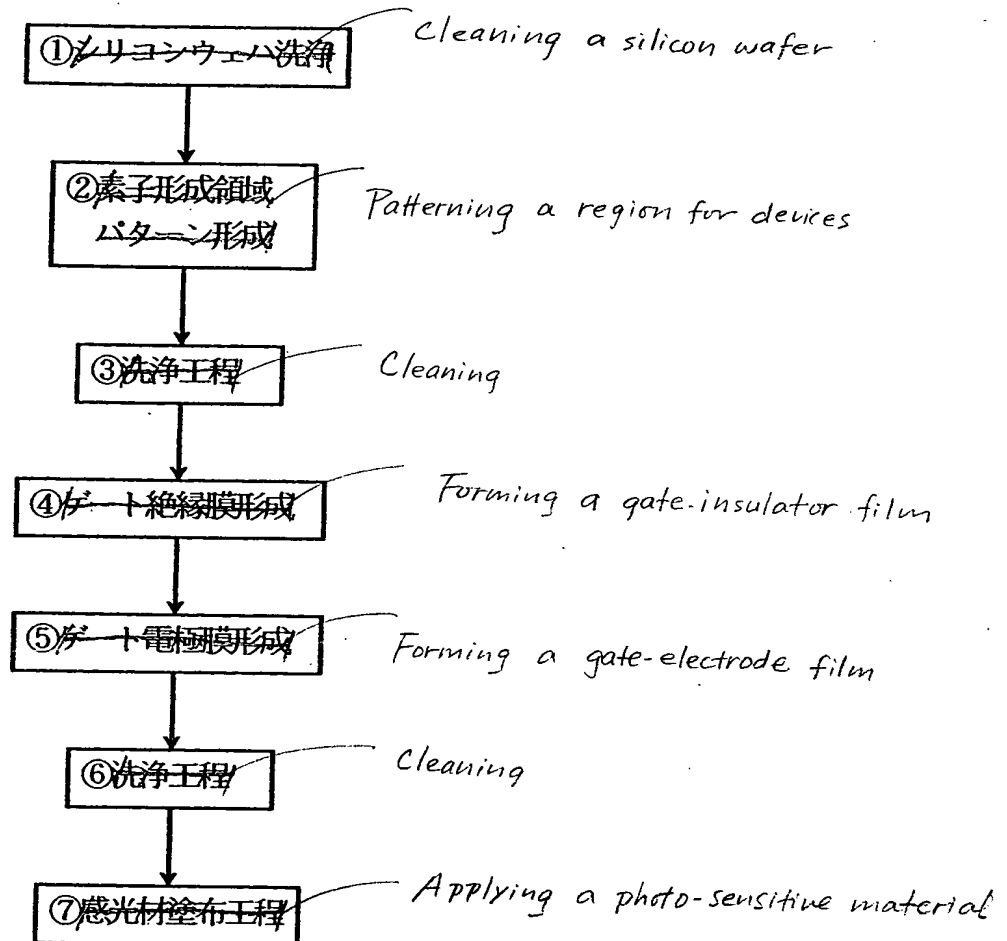 ①シリコンウェハ洗浄
Cleaning a silicon wafer
②素子形成領域
パターン形成
Patterning a region for devices
③洗浄工程
Cleaning
④ゲート絶縁膜形成
Forming a gate-insulator film
⑤ゲート電極膜形成
Forming a gate-electrode film
⑥洗浄工程
Cleaning
⑦感光材塗布工程
Applying a photo-sensitive material